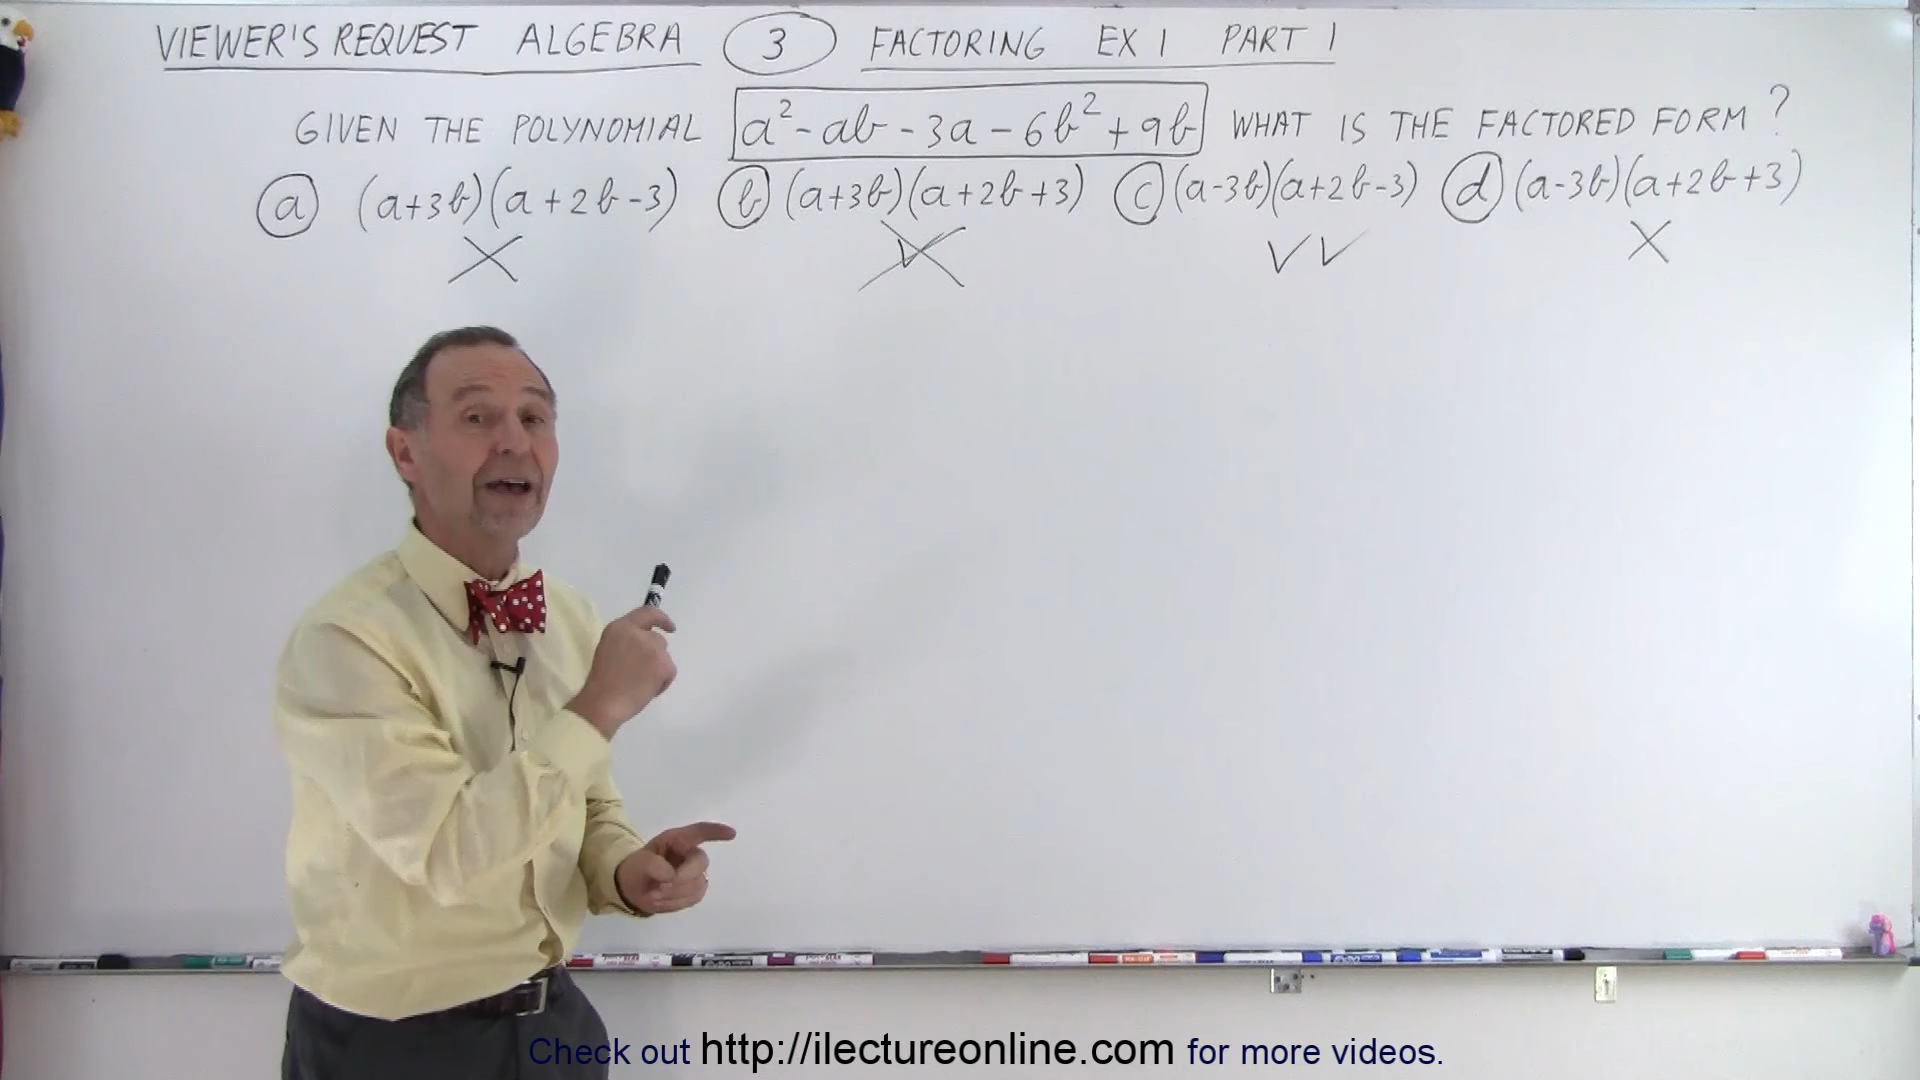 VIEWER'S REQUEST ALGEBRA 3 FACTORING EX 1 PART 1
GIVEN THE POLYNOMIAL a²-ab-3a-6b²+9b WHAT IS THE FACTORED FORM?
a (a+3b)(a+2b-3) b (a+3b)(a+2b+3) c (a-3b)(a+2b-3) d (a-3b)(a+2b+3)
Check out http://ilectureonline.com for more videos.